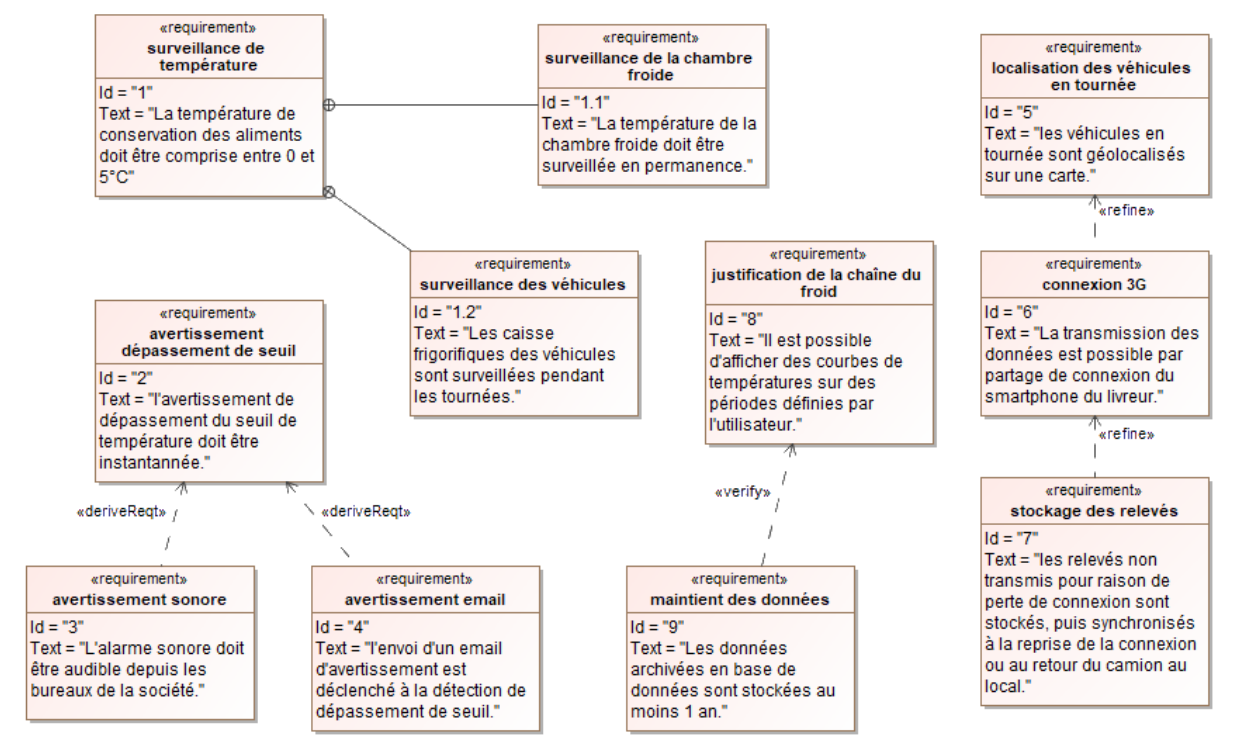 «requirement»
surveillance de
température
Id = "1"
Text = "La température de
conservation des aliments
doit être comprise entre 0 et
5°C"
«requirement»
surveillance de la chambre
froide
Id = "1.1"
Text = "La température de la
chambre froide doit être
surveillée en permanence."
«requirement»
localisation des véhicules
en tournée
Id = "5"
Text = "les véhicules en
tournée sont géolocalisés
sur une carte."
«refine»
«requirement»
surveillance des véhicules
Id = "1.2"
Text = "Les caisse
frigorifiques des véhicules
sont surveillées pendant
les tournées."
«requirement»
justification de la chaîne du
froid
Id = "8"
Text = "Il est possible
d'afficher des courbes de
températures sur des
périodes définies par
l'utilisateur."
«requirement»
connexion 3G
Id = "6"
Text = "La transmission des
données est possible par
partage de connexion du
smartphone du livreur."
«refine»
«requirement»
avertissement
dépassement de seuil
Id = "2"
Text = "l'avertissement de
dépassement du seuil de
température doit être
instantannée."
«deriveReqt»
«deriveReqt»
«verify»
«requirement»
avertissement sonore
Id = "3"
Text = "L'alarme sonore doit
être audible depuis les
bureaux de la société."
«requirement»
avertissement email
Id = "4"
Text = "l'envoi d'un email
d'avertissement est
déclenché à la détection de
dépassement de seuil."
«requirement»
maintient des données
Id = "9"
Text = "Les données
archivées en base de
données sont stockées au
moins 1 an."
«requirement»
stockage des relevés
Id = "7"
Text = "les relevés non
transmis pour raison de
perte de connexion sont
stockés, puis synchronisés
à la reprise de la connexion
ou au retour du camion au
local."